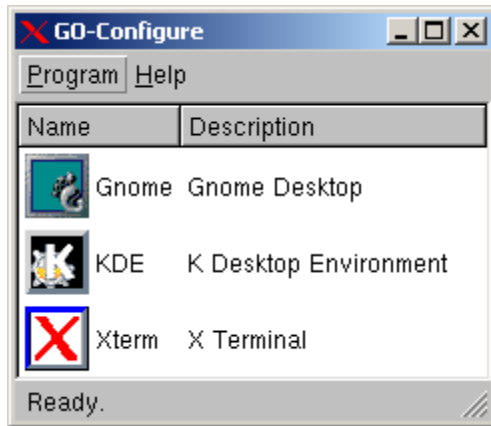 GO-Configure
Program Help
Name Description
Gnome Gnome Desktop
KDE K Desktop Environment
Xterm X Terminal
Ready.